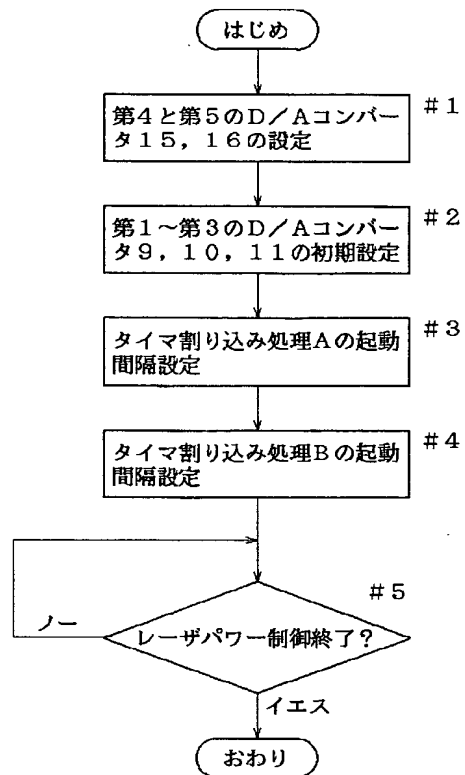 はじめ
#1
第4と第5のD/Aコンバー
タ15,16の設定
#2
第1~第3のD/Aコンバー
タ9,10,11の初期設定
#3
タイマ割り込み処理Aの起動
間隔設定
#4
タイマ割り込み処理Bの起動
間隔設定
#5
ノー
レーザパワー制御終了?
イエス
おわり